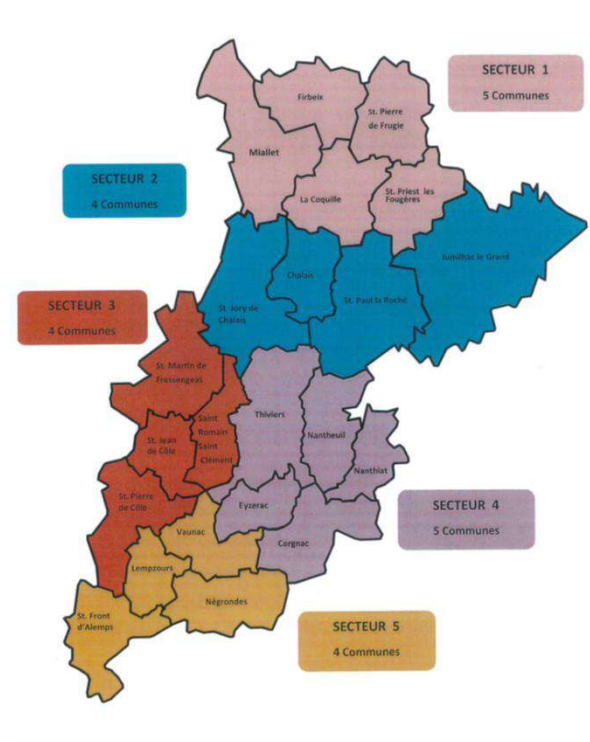 SECTEUR 1
5 Communes
Firbeix
St. Pierre
de Frugie
Miallet
St. Priest les
Fougères
La Coquille
SECTEUR 2
4 Communes
Jumilhac le Grand
Chalais
St. Paul la Roche
St. Jory de
Chalais
SECTEUR 3
4 Communes
St. Martin de
Fressengeas
Saint
Romain
Saint
Clément
St. Jean
de Côle
St. Pierre
de Côle
Thiviers
Nantheuil
Nanthiat
Eyzerac
Corgnac
SECTEUR 4
5 Communes
Vaunac
Lempzours
Négrondes
St. Front
d'Alemps
SECTEUR 5
4 Communes